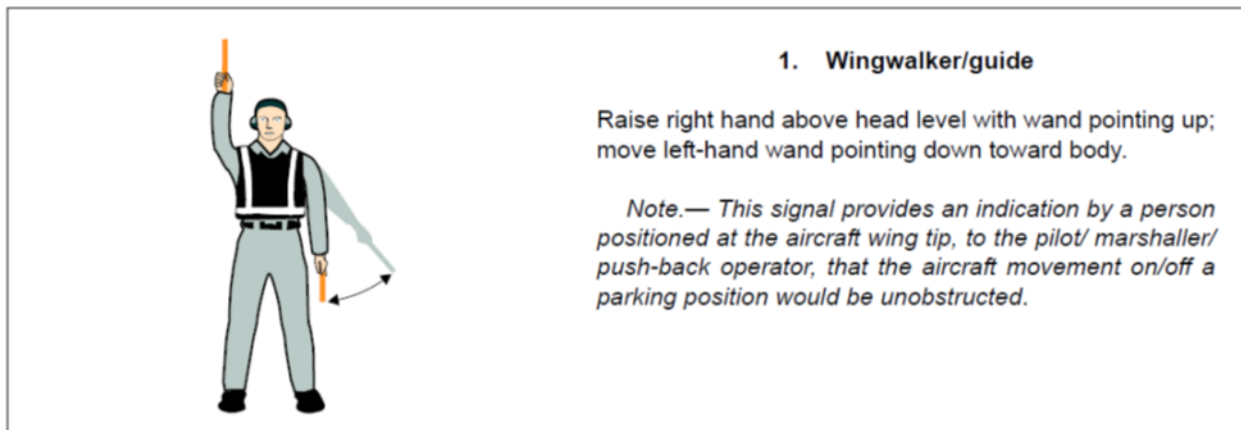 1. Wingwalker/guide
Raise right hand above head level with wand pointing up;
move left-hand wand pointing down toward body.
Note.— This signal provides an indication by a person
positioned at the aircraft wing tip, to the pilot/ marshaller/
push-back operator, that the aircraft movement on/off a
parking position would be unobstructed.